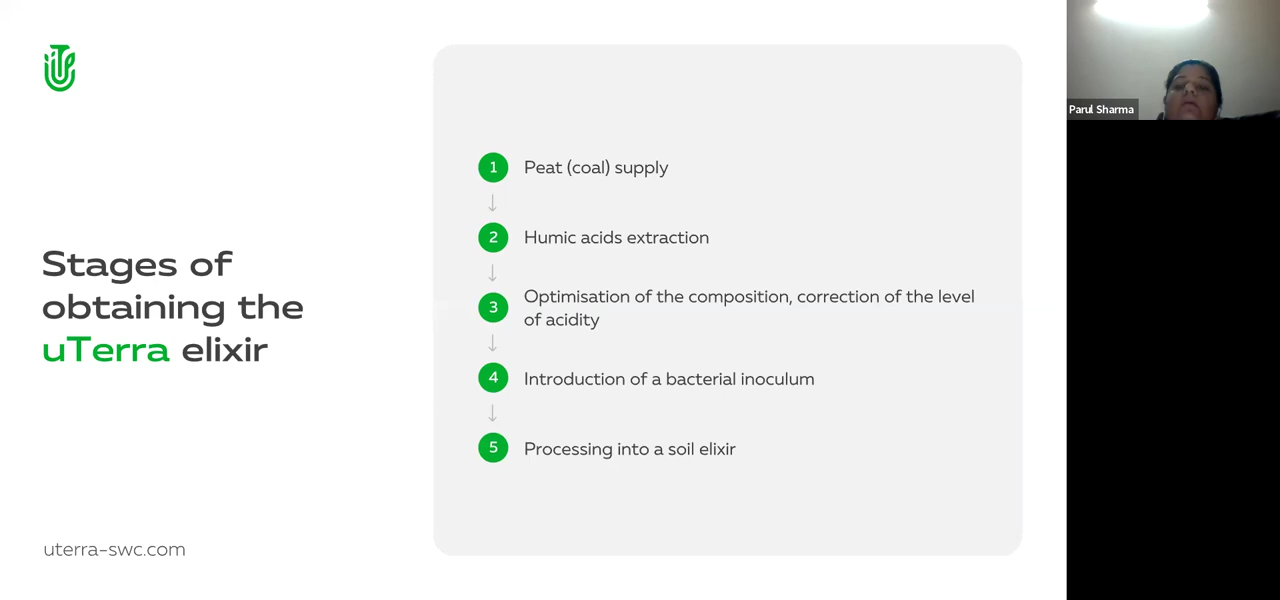 Stages of
obtaining the
uTerra elixir
uterra-swc.com
1 Peat (coal) supply
2 Humic acids extraction
3 Optimisation of the composition, correction of the level
of acidity
4 Introduction of a bacterial inoculum
5 Processing into a soil elixir
Parul Sharma